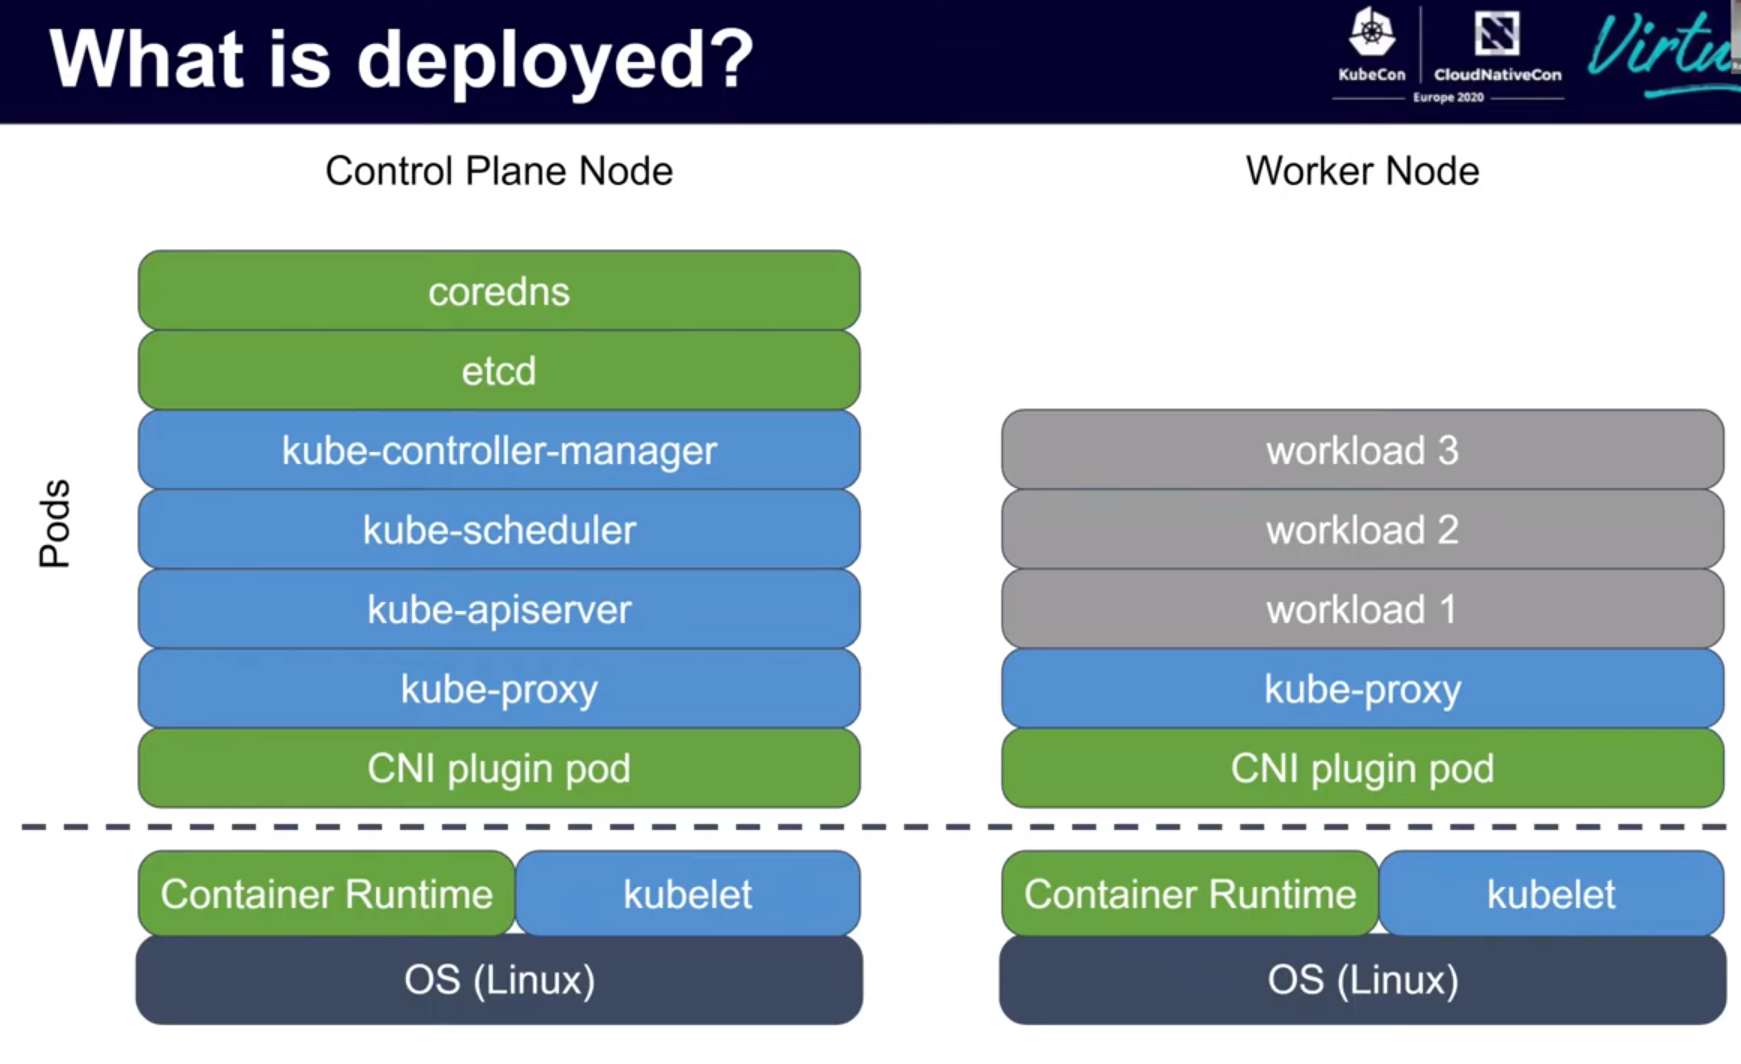 What is deployed?
KubeCon
CloudNativeCon
Europe 2020
Control Plane Node
Worker Node
Pods
coredns
etcd
kube-controller-manager
kube-scheduler
kube-apiserver
kube-proxy
CNI plugin pod
Container Runtime
kubelet
OS (Linux)
workload 3
workload 2
workload 1
kube-proxy
CNI plugin pod
Container Runtime
kubelet
OS (Linux)